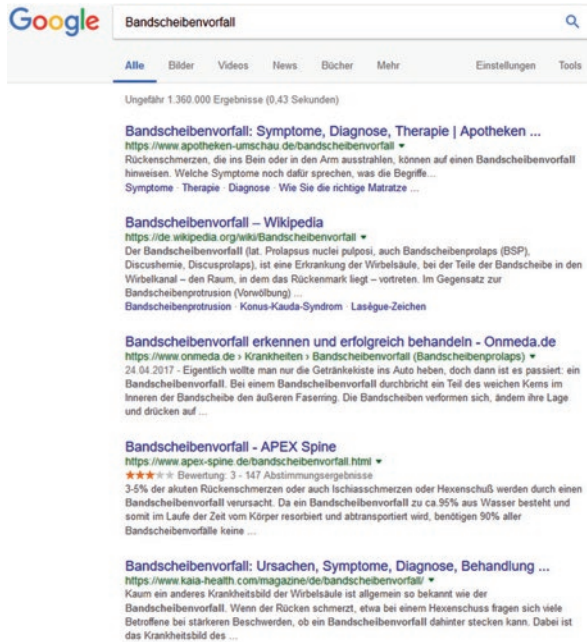 Google
Bandscheibenvorfall
Alle Bilder Videos News Bücher Mehr Einstellungen Tools
Ungefähr 1.360.000 Ergebnisse (0,43 Sekunden)
Bandscheibenvorfall: Symptome, Diagnose, Therapie | Apotheken ...
https://www.apotheken-umschau.de/bandscheibenvorfall
Rückenschmerzen, die ins Bein oder in den Arm ausstrahlen, können auf einen Bandscheibenvorfall
hinweisen. Welche Symptome noch dafür sprechen, was die Begriffe...
Symptome · Therapie · Diagnose · Wie Sie die richtige Matratze ...
Bandscheibenvorfall – Wikipedia
https://de.wikipedia.org/wiki/Bandscheibenvorfall
Der Bandscheibenvorfall (lat. Prolapsus nuclei pulposi, auch Bandscheibenprolaps (BSP),
Discushernie, Discusprolaps), ist eine Erkrankung der Wirbelsäule, bei der Teile der Bandscheibe in den
Wirbelkanal – den Raum, in dem das Rückenmark liegt – vortreten. Im Gegensatz zur
Bandscheibenprotrusion (Vorwölbung) ...
Bandscheibenprotrusion · Konus-Kauda-Syndrom · Lasègue-Zeichen
Bandscheibenvorfall erkennen und erfolgreich behandeln - Onmeda.de
https://www.onmeda.de › Krankheiten › Bandscheibenvorfall (Bandscheibenprolaps)
24.04.2017 - Eigentlich wollte man nur die Getränkekiste ins Auto heben, doch dann ist es passiert: ein
Bandscheibenvorfall. Bei einem Bandscheibenvorfall durchbricht ein Teil des weichen Kerns im
Inneren der Bandscheibe den äußeren Faserring. Die Bandscheiben verformen sich, ändern ihre Lage
und drücken auf ...
Bandscheibenvorfall - APEX Spine
https://www.apex-spine.de/bandscheibenvorfall.html
Bewertung: 3 - 147 Abstimmungsergebnisse
3-5% der akuten Rückenschmerzen oder auch Ischiasschmerzen oder Hexenschuß werden durch einen
Bandscheibenvorfall verursacht. Da ein Bandscheibenvorfall zu ca.95% aus Wasser besteht und
somit im Laufe der Zeit vom Körper resorbiert und abtransportiert wird, benötigen 90% aller
Bandscheibenvorfälle keine ...
Bandscheibenvorfall: Ursachen, Symptome, Diagnose, Behandlung ...
https://www.kaia-health.com/magazine/de/bandscheibenvorfall/
Kaum ein anderes Krankheitsbild der Wirbelsäule ist allgemein so bekannt wie der
Bandscheibenvorfall. Wenn der Rücken schmerzt, etwa bei einem Hexenschuss fragen sich viele
Betroffene bei stärkeren Beschwerden, ob ein Bandscheibenvorfall dahinter stecken kann. Dabei ist
das Krankheitsbild des ...